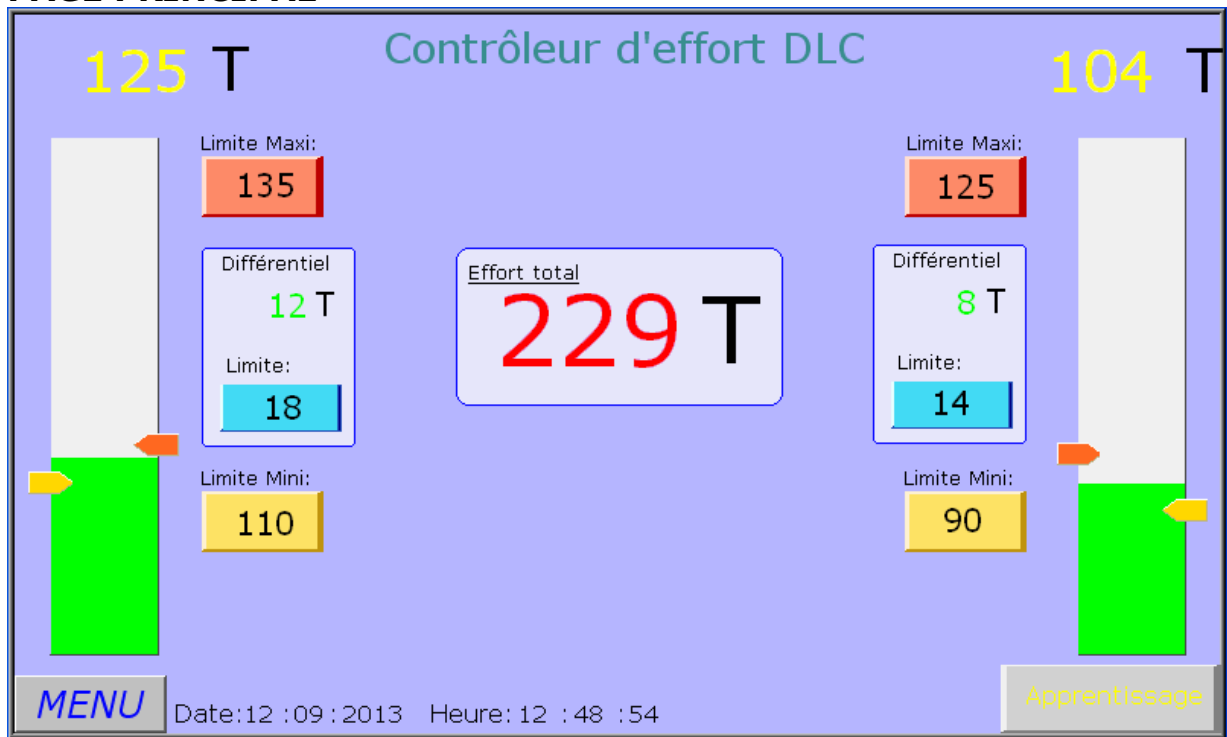 Contrôleur d'effort DLC
125 T
104 T
Limite Maxi:
135
Limite Maxi:
125
Différentiel
12 T
Limite:
18
Effort total
229 T
Différentiel
8 T
Limite:
14
Limite Mini:
110
Limite Mini:
90
MENU
Date:12 :09 :2013 Heure: 12 :48 :54
Apprentissage